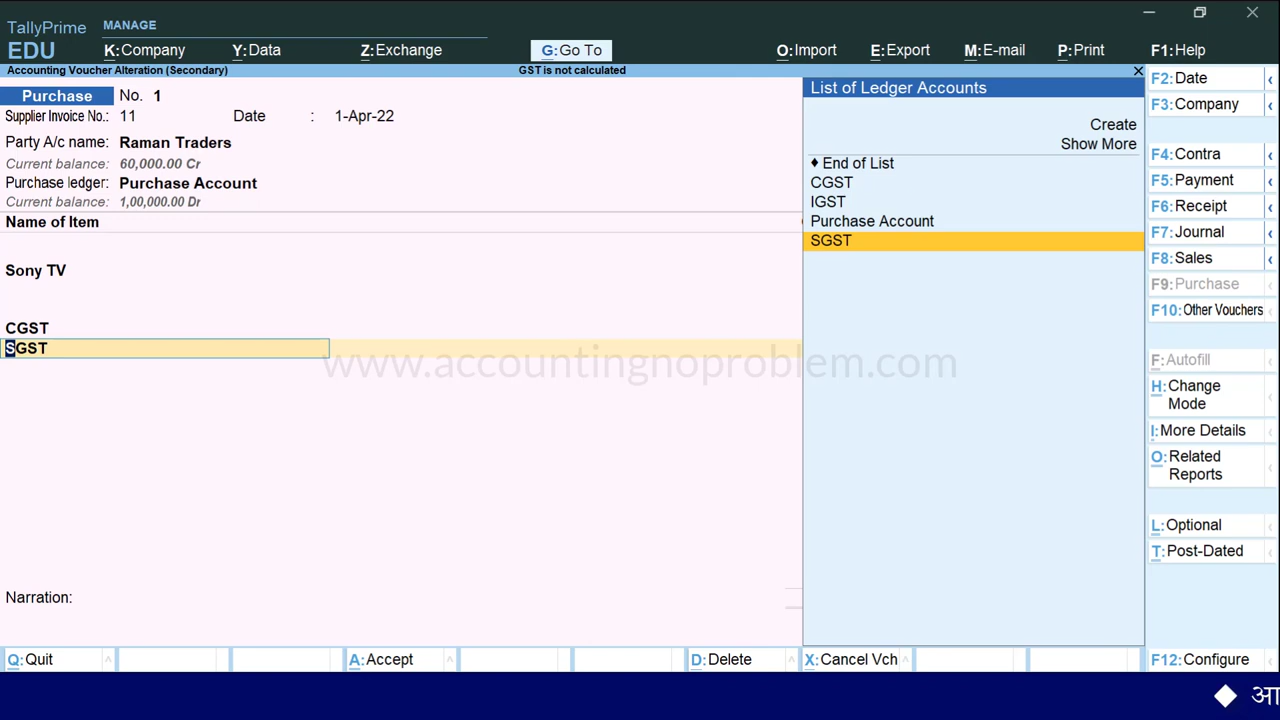 TallyPrime
EDU
MANAGE
K:Company
Y:Data
Z:Exchange
G:Go To
O:Import
E:Export
M:E-mail
P:Print
F1:Help
Accounting Voucher Alteration (Secondary)
GST is not calculated
Purchase No. 1
Supplier Invoice No.: 11 Date : 1-Apr-22
Party A/c name: Raman Traders
Current balance: 60,000.00 Cr
Purchase ledger: Purchase Account
Current balance: 1,00,000.00 Dr
Name of Item
Sony TV
CGST
SGST
www.accountingnoproblem.com
Narration:
List of Ledger Accounts
Create
Show More
♦ End of List
CGST
IGST
Purchase Account
SGST
F2:Date
F3:Company
F4:Contra
F5:Payment
F6:Receipt
F7:Journal
F8:Sales
F9:Purchase
F10:Other Vouchers
F:Autofill
H:Change
Mode
I:More Details
O:Related
Reports
L:Optional
T:Post-Dated
Q:Quit
A:Accept
D:Delete
X:Cancel Vch
F12:Configure